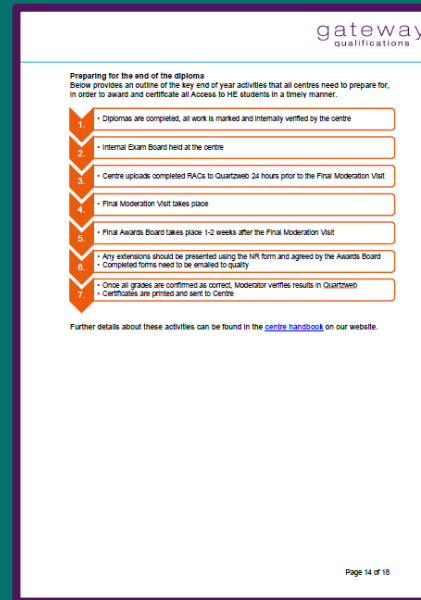 gateway
qualifications
Preparing for the end of the diploma
Below provides an outline of the key end of year activities that all centres need to prepare for,
in order to award and certificate all Access to HE students in a timely manner.
1.
• Diplomas are completed, all work is marked and internally verified by the centre
2.
• Internal Exam Board held at the centre
3.
• Centre uploads completed RACs to Quartzweb 24 hours prior to the Final Moderation Visit
4.
• Final Moderation Visit takes place
5.
• Final Awards Board takes place 1-2 weeks after the Final Moderation Visit
6.
• Any extensions should be presented using the NR form and agreed by the Awards Board
• Completed forms need to be emailed to quality
7.
• Once all grades are confirmed as correct, Moderator verifies results in Quartzweb
• Certificates are printed and sent to Centre
Further details about these activities can be found in the centre handbook on our website.
Page 14 of 18